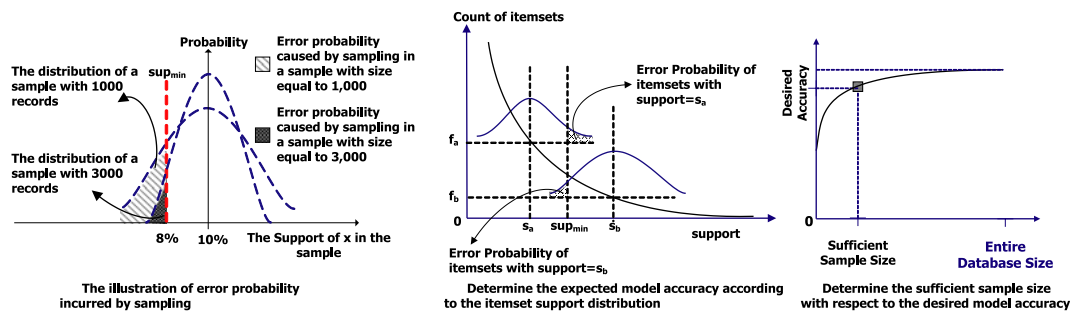 Probability
Error probability
caused by sampling in
a sample with size
equal to 1,000
The distribution of a
sample with 1000
records
sup_min
Error probability
caused by sampling in
a sample with size
equal to 3,000
The distribution of a
sample with 3000
records
8%
10%
The Support of x in the
sample
The illustration of error probability
incurred by sampling
Count of itemsets
Error Probability of
itemsets with
support=s_a
f_a
f_b
0
s_a
sup_min
s_b
support
Error Probability of
itemsets with support=s_b
Determine the expected model accuracy according
to the itemset support distribution
Desired
Accuracy
0
Sufficient
Sample Size
Entire
Database Size
Determine the sufficient sample size
with respect to the desired model accuracy